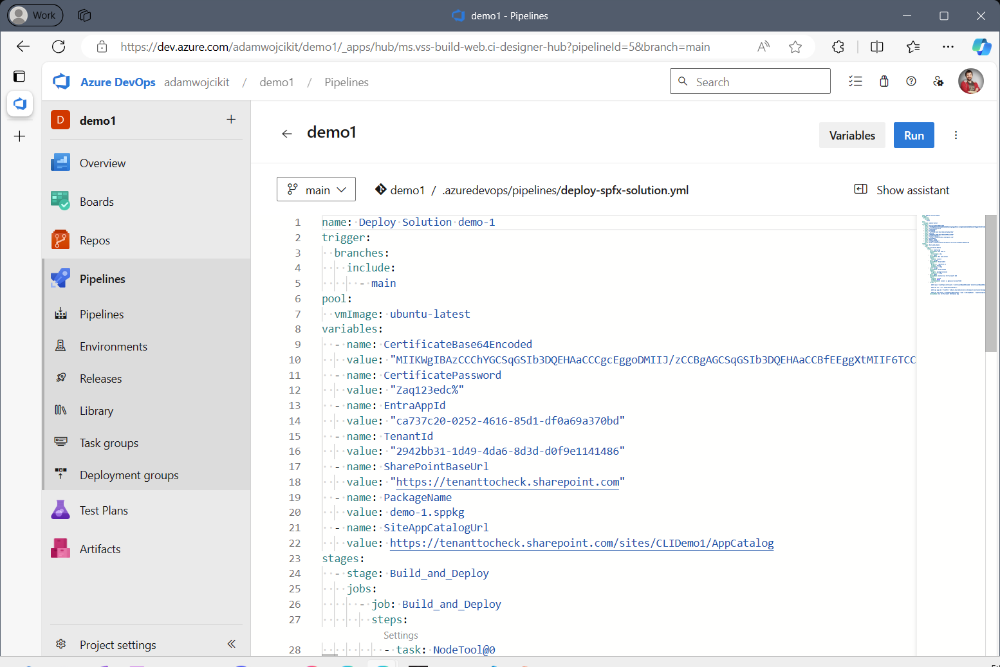 Work
demo1 - Pipelines
https://dev.azure.com/adamwojcikit/demo1/_apps/hub/ms.vss-build-web.ci-designer-hub?pipelineId=5&branch=main
Azure DevOps adamwojcikit / demo1 / Pipelines
Search
D demo1
Overview
Boards
Repos
Pipelines
Pipelines
Environments
Releases
Library
Task groups
Deployment groups
Test Plans
Artifacts
Project settings
demo1
Variables
Run
main
demo1 / .azuredevops/pipelines/deploy-spfx-solution.yml
Show assistant
1 name: Deploy Solution demo-1
2 trigger:
3 branches:
4 include:
5 - main
6 pool:
7 vmImage: ubuntu-latest
8 variables:
9 - name: CertificateBase64Encoded
10 value: "MIIKWgIBAzCCChYGCSqGSIb3DQEHAaCCCgcEggoDMIIJ/zCCBgAGCSqGSIb3DQEHAaCCBfEEggXtMIIF6TCC
11 - name: CertificatePassword
12 value: "Zaq123edc%"
13 - name: EntraAppId
14 value: "ca737c20-0252-4616-85d1-df0a69a370bd"
15 - name: TenantId
16 value: "2942bb31-1d49-4da6-8d3d-d0f9e1141486"
17 - name: SharePointBaseUrl
18 value: "https://tenanttocheck.sharepoint.com"
19 - name: PackageName
20 value: demo-1.sppkg
21 - name: SiteAppCatalogUrl
22 value: https://tenanttocheck.sharepoint.com/sites/CLIDemo1/AppCatalog
23 stages:
24 - stage: Build_and_Deploy
25 jobs:
26 - job: Build_and_Deploy
27 steps:
Settings
28 - task: NodeTool@0